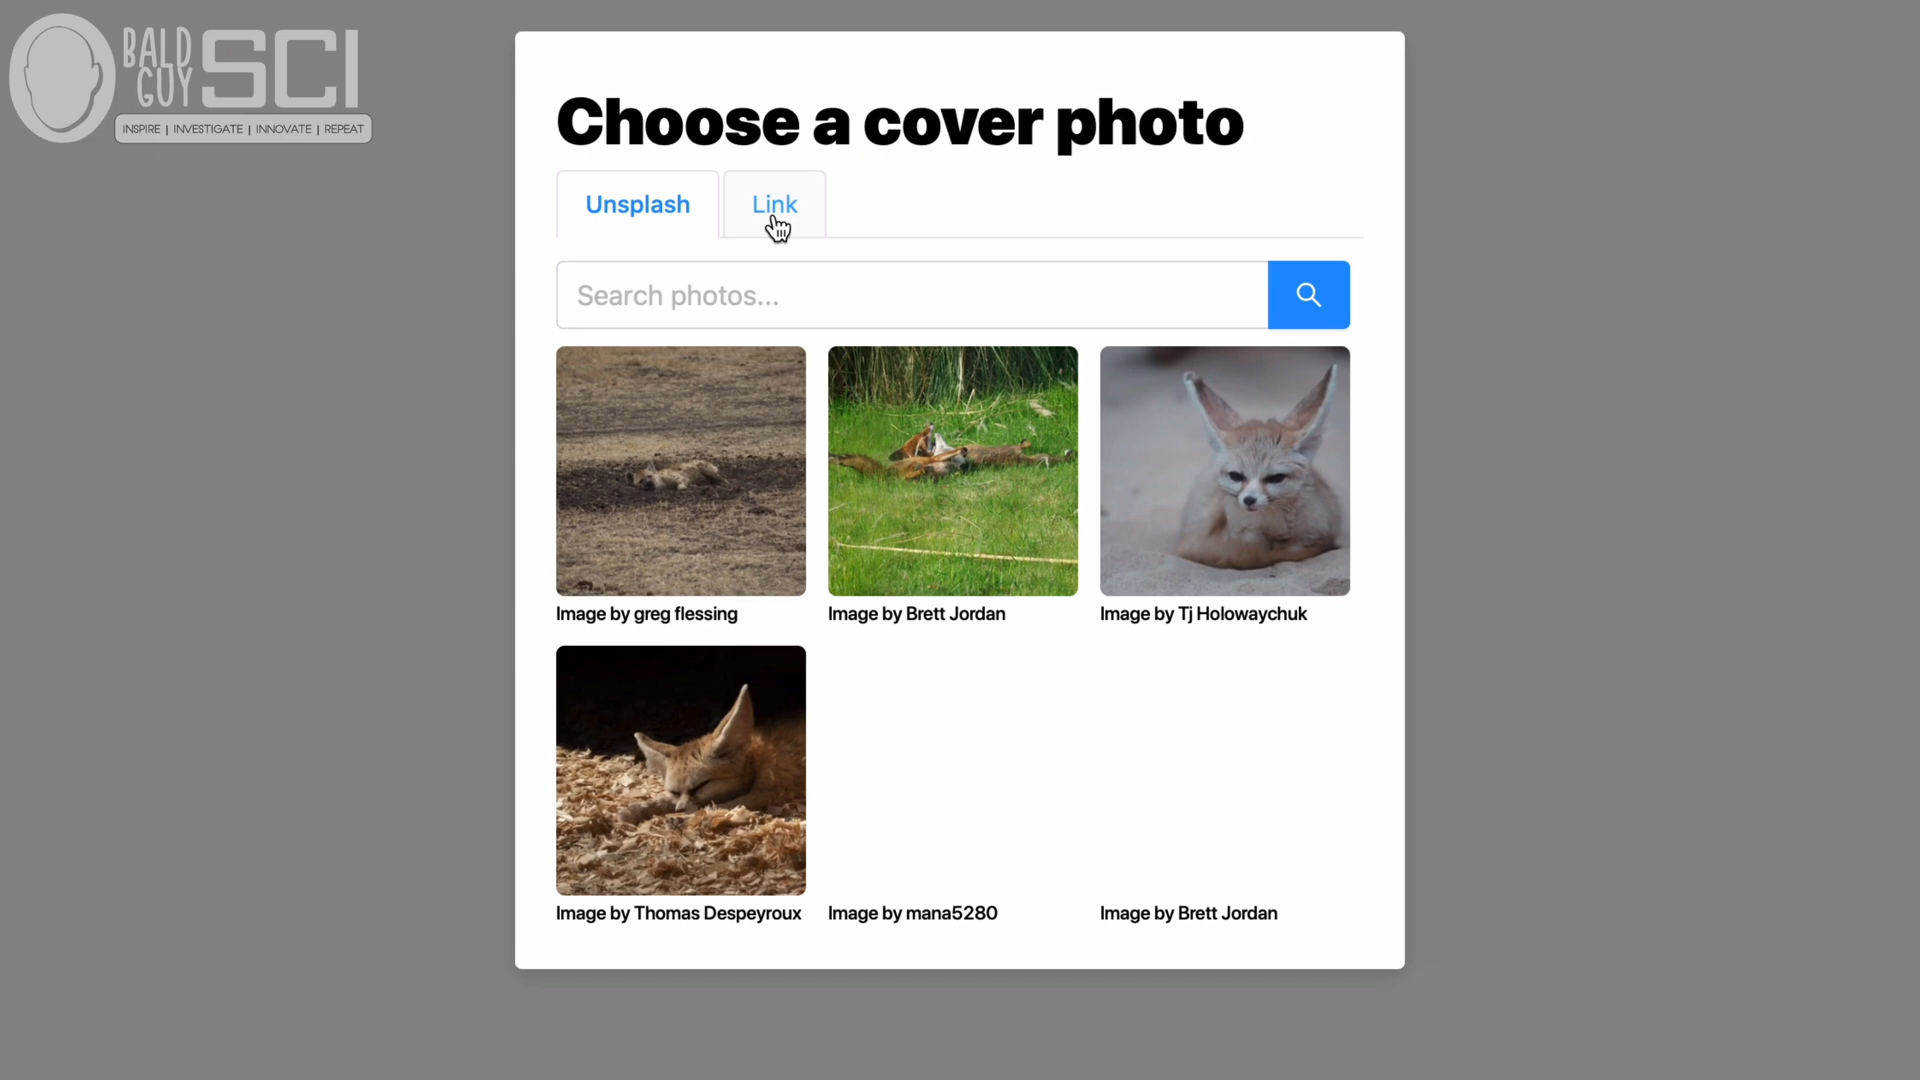 BALD
GUY
SCI
INSPIRE | INVESTIGATE | INNOVATE | REPEAT
Choose a cover photo
Unsplash
Link
Search photos...
Image by greg flessing
Image by Brett Jordan
Image by Tj Holowaychuk
Image by Thomas Despeyroux
Image by mana5280
Image by Brett Jordan